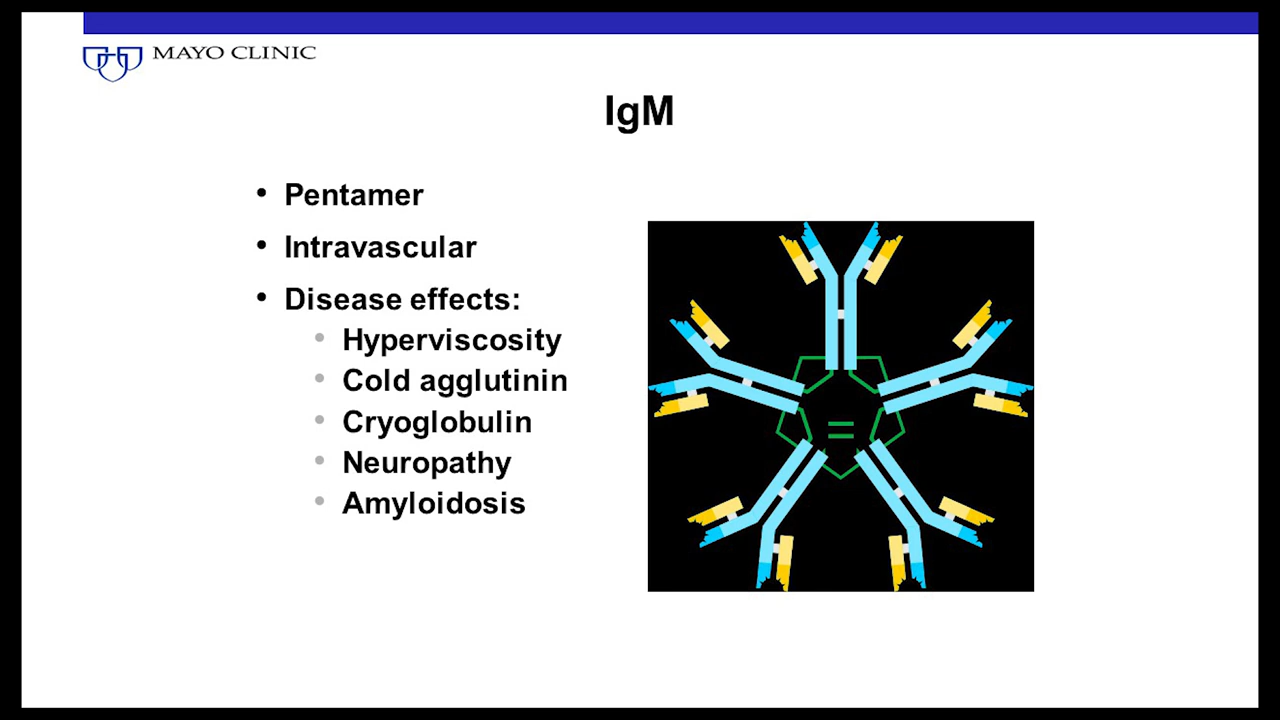 MAYO CLINIC
IgM
• Pentamer
• Intravascular
• Disease effects:
• Hyperviscosity
• Cold agglutinin
• Cryoglobulin
• Neuropathy
• Amyloidosis